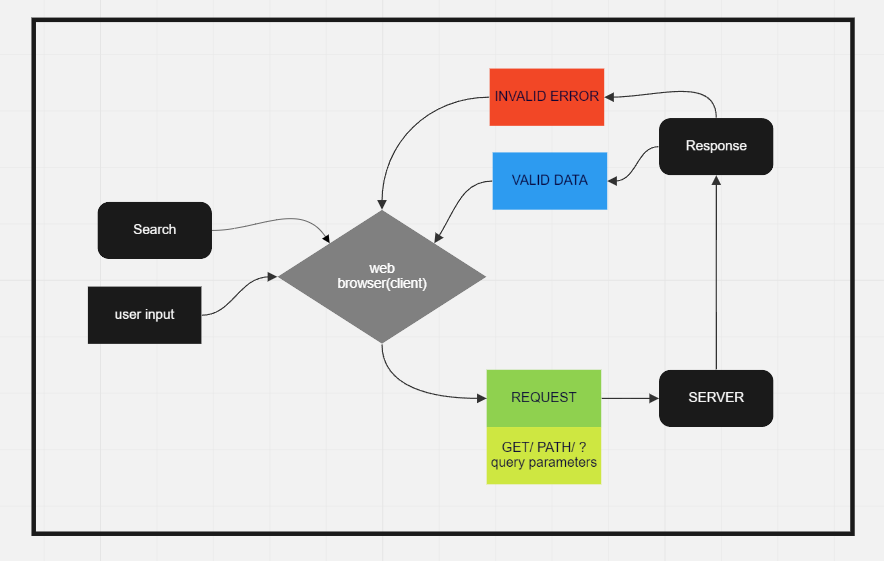 INVALID ERROR
Response
VALID DATA
Search
web
browser(client)
user input
REQUEST
SERVER
GET/ PATH/ ?
query parameters